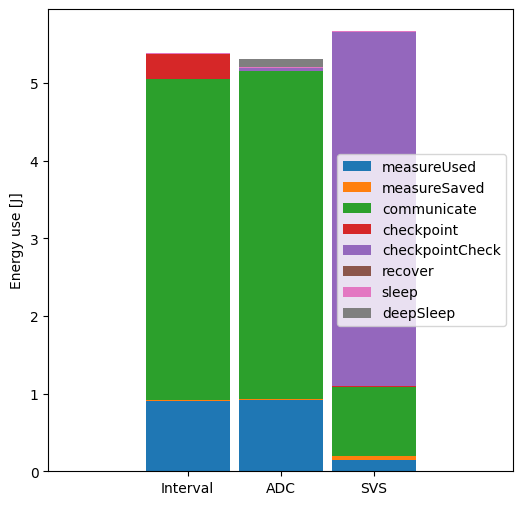 Energy use [J]
5
4
3
2
1
0
measureUsed
measureSaved
communicate
checkpoint
checkpointCheck
recover
sleep
deepSleep
Interval ADC SVS